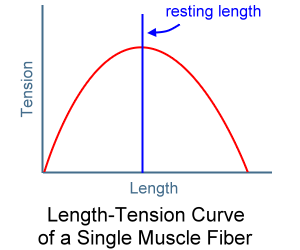 resting length
Tension
Length
Length-Tension Curve
of a Single Muscle Fiber